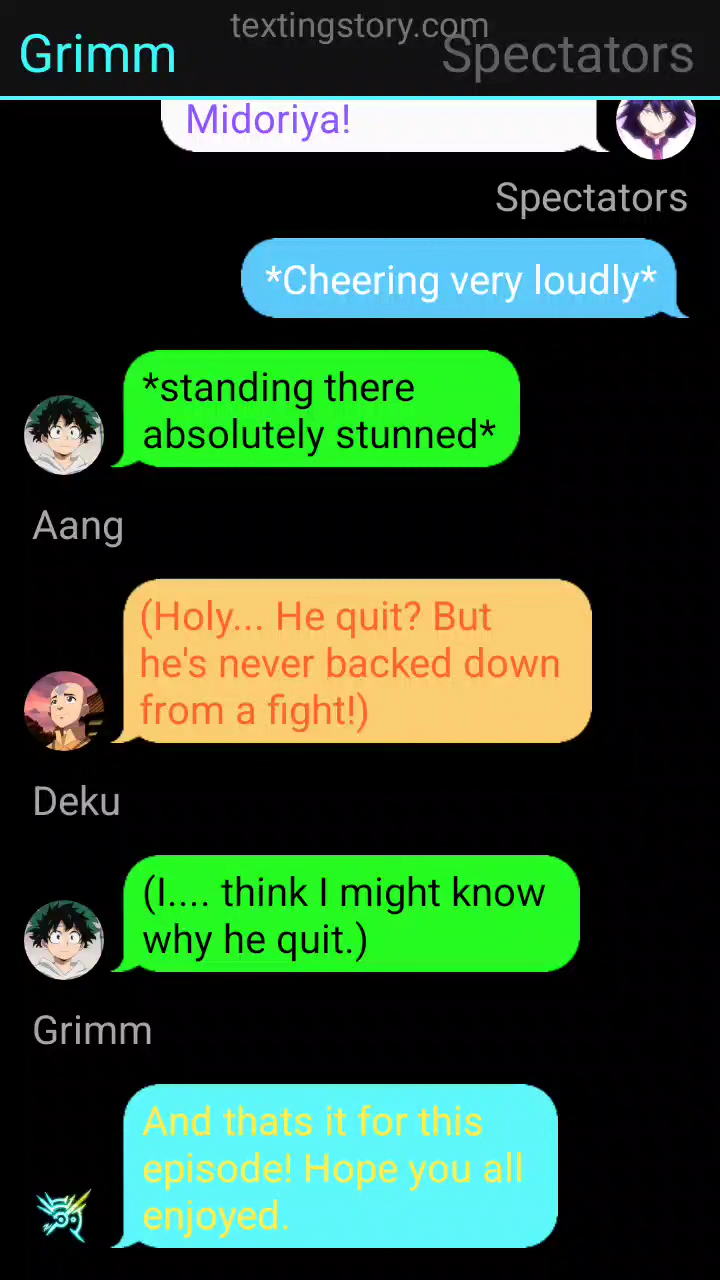 textingstory.com
Grimm
Spectators
Midoriya!
Spectators
*Cheering very loudly*
*standing there
absolutely stunned*
Aang
(Holy... He quit? But
he's never backed down
from a fight!)
Deku
(I.... think I might know
why he quit.)
Grimm
And thats it for this
episode! Hope you all
enjoyed.